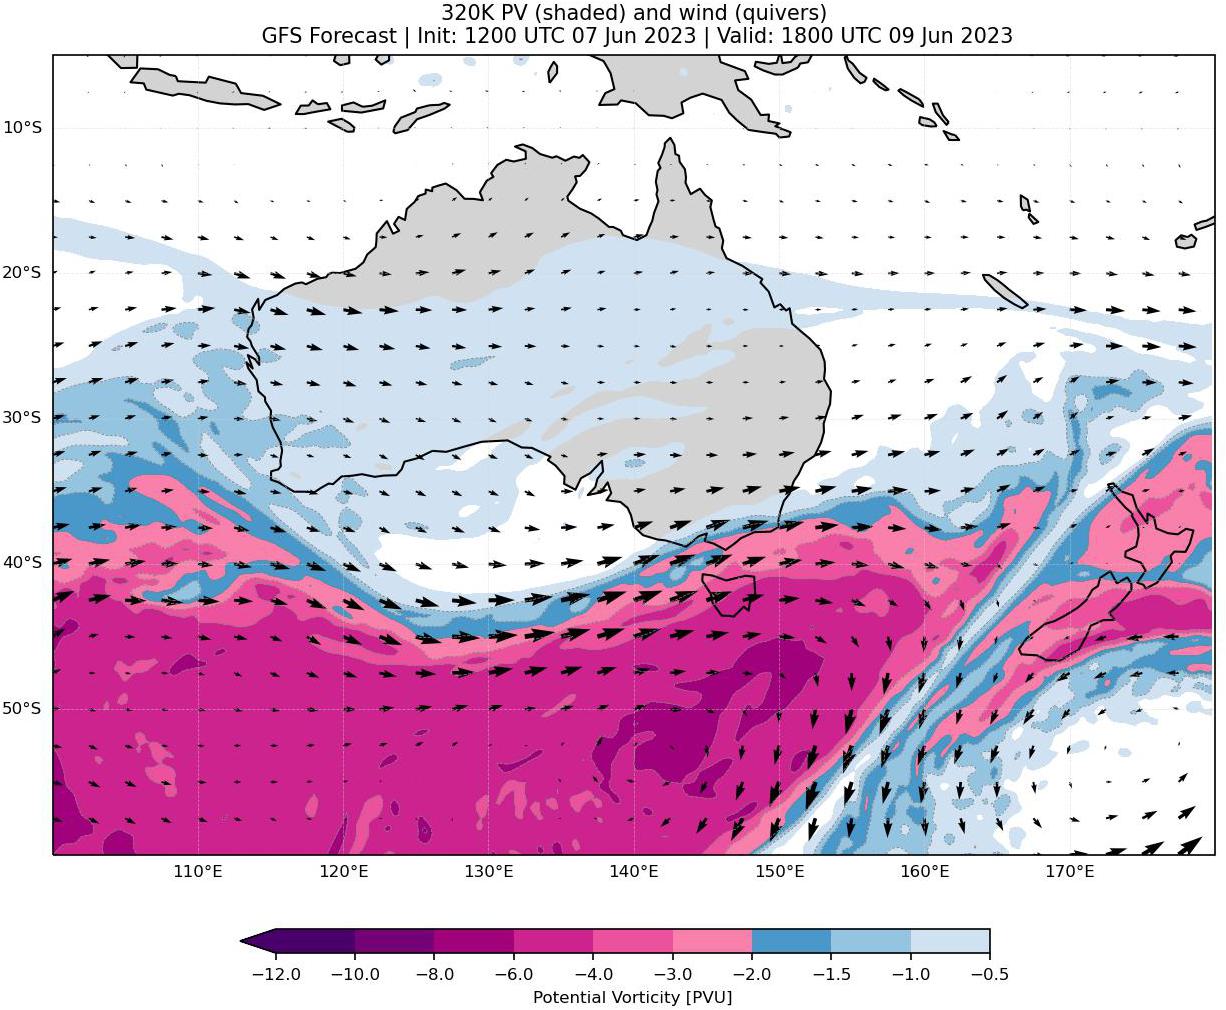 320K PV (shaded) and wind (quivers)
GFS Forecast | Init: 1200 UTC 07 Jun 2023 | Valid: 1800 UTC 09 Jun 2023
10°S
20°S
30°S
40°S
50°S
110°E 120°E 130°E 140°E 150°E 160°E 170°E
−12.0 −10.0 −8.0 −6.0 −4.0 −3.0 −2.0 −1.5 −1.0 −0.5
Potential Vorticity [PVU]